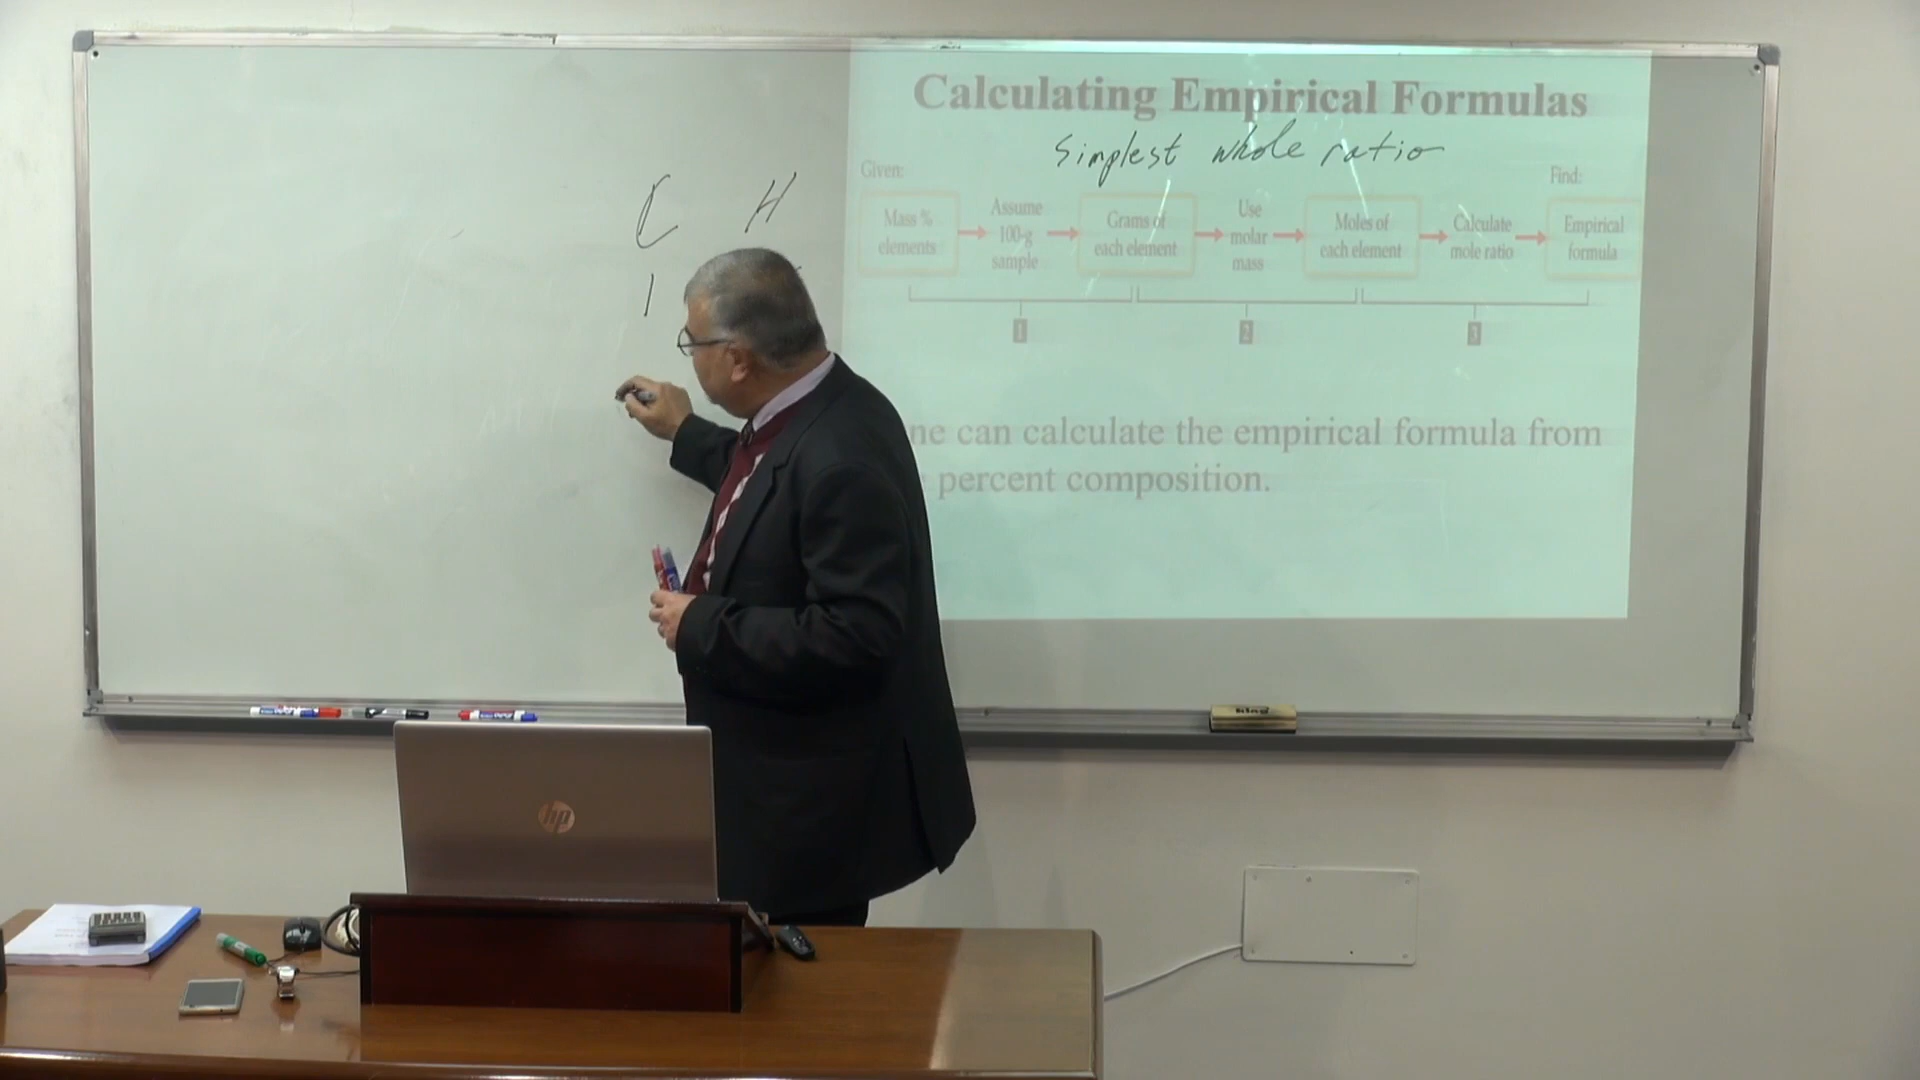 Calculating Empirical Formulas
Simplest whole ratio
Given:
Find:
Mass %
elements
Assume
100-g
sample
Grams of
each element
Use
molar
mass
Moles of
each element
Calculate
mole ratio
Empirical
formula
1
2
3
ne can calculate the empirical formula from
percent composition.
C H
1
hp